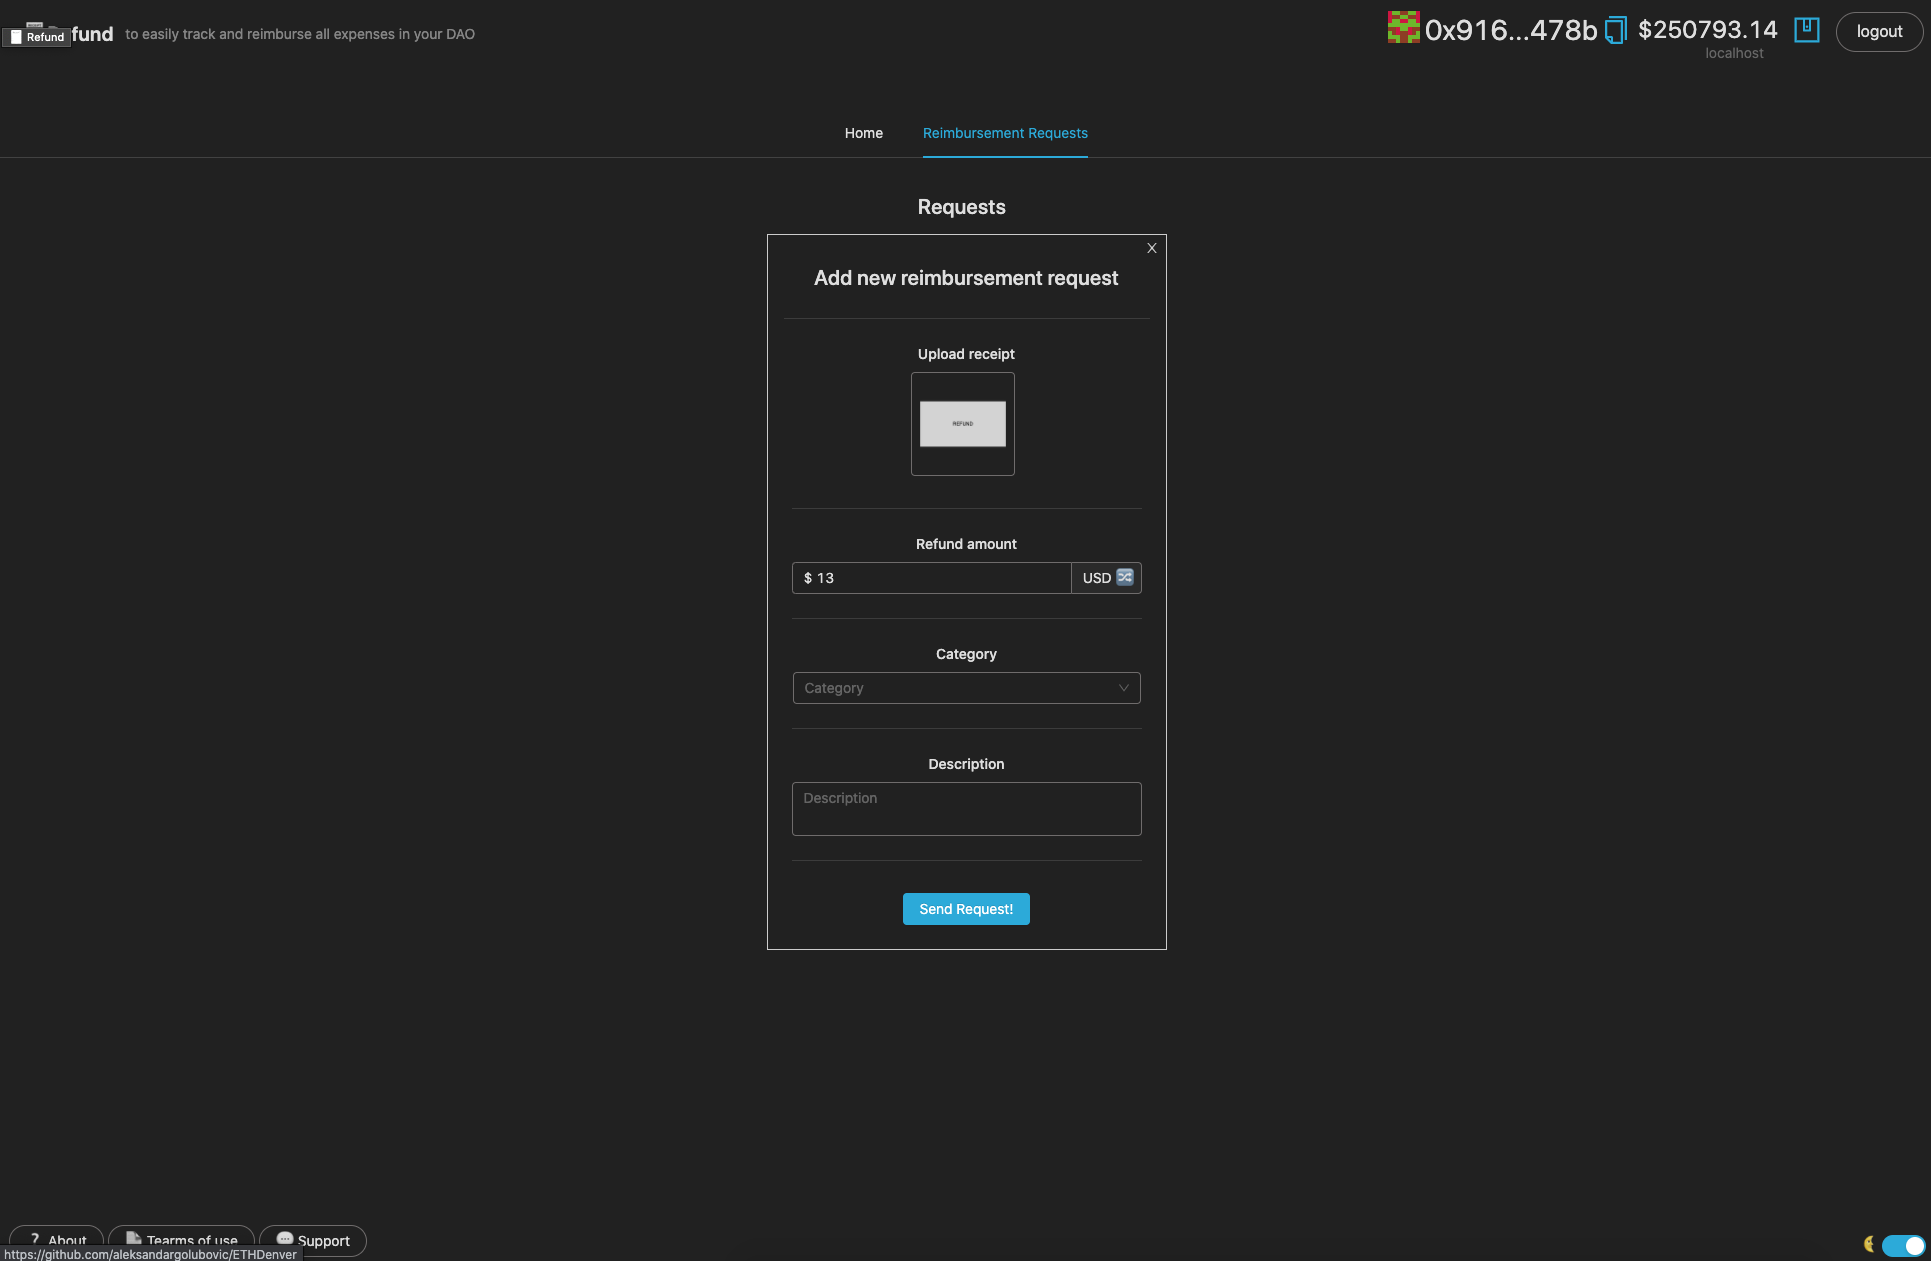 Refund
fund
to easily track and reimburse all expenses in your DAO
0x916...478b
$250793.14
localhost
logout
Home
Reimbursement Requests
Requests
X
Add new reimbursement request
Upload receipt
REFUND
Refund amount
$ 13
USD
Category
Category
Description
Description
Send Request!
? About
Tearms of use
Support
https://github.com/aleksandargolubovic/ETHDenver